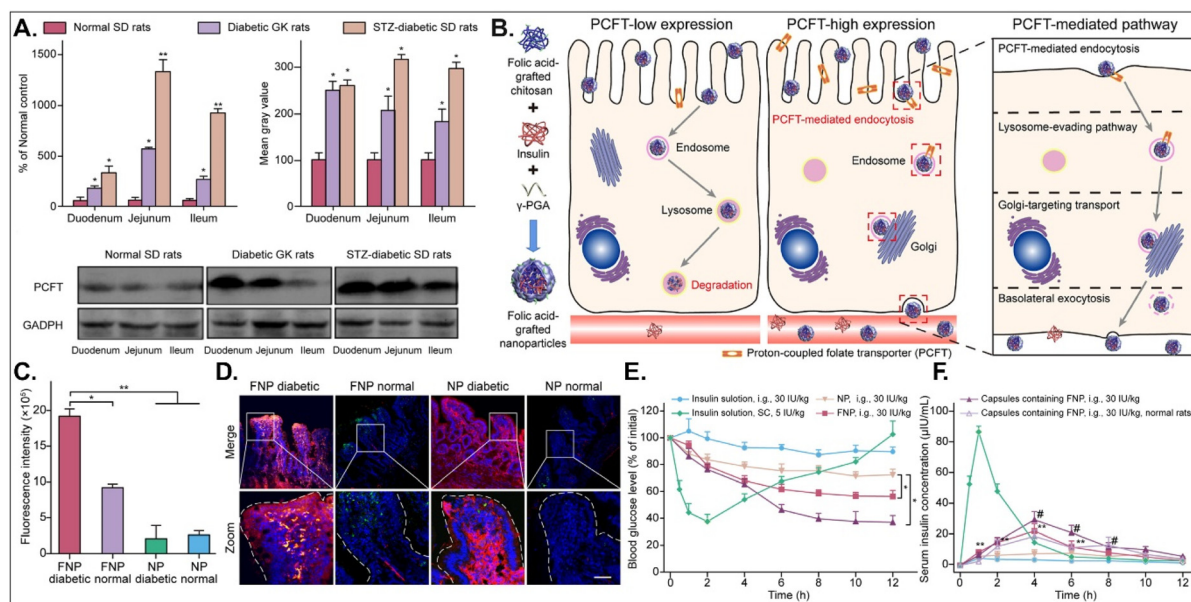 A.
Normal SD rats
Diabetic GK rats
STZ-diabetic SD rats
% of Normal control
1500
1000
500
0
* * * ** * **
Duodenum Jejunum Ileum
Mean gray value
400
300
200
100
0
* * * * * *
Duodenum Jejunum Ileum
Normal SD rats Diabetic GK rats STZ-diabetic SD rats
PCFT
GADPH
Duodenum Jejunum Ileum Duodenum Jejunum Ileum Duodenum Jejunum Ileum
B.
Folic acid-
grafted
chitosan
+
Insulin
+
γ-PGA
Folic acid-
grafted
nanoparticles
PCFT-low expression
Endosome
Lysosome
Degradation
PCFT-high expression
PCFT-mediated endocytosis
Endosome
Golgi
Proton-coupled folate transporter (PCFT)
PCFT-mediated pathway
PCFT-mediated endocytosis
Lysosome-evading pathway
Golgi-targeting transport
Basolateral exocytosis
C.
Fluorescence intensity (×10⁶)
20
15
10
5
0
**
*
FNP diabetic
FNP normal
NP diabetic
NP normal
D.
FNP diabetic FNP normal NP diabetic NP normal
Merge
Zoom
E.
Insulin sulotion, i.g., 30 IU/kg
Insulin solution, SC, 5 IU/kg
NP, i.g., 30 IU/kg
FNP, i.g., 30 IU/kg
Blood glucose level (% of initial)
120
100
80
60
40
20
0
*
*
0 2 4 6 8 10 12
Time (h)
F.
Capsules containing FNP, i.g., 30 IU/kg
Capsules containing FNP, i.g., 30 IU/kg, normal rats
Serum insulin concentration (µIU/mL)
100
80
60
40
20
0
** ** # ** # ** #
0 2 4 6 8 10 12
Time (h)